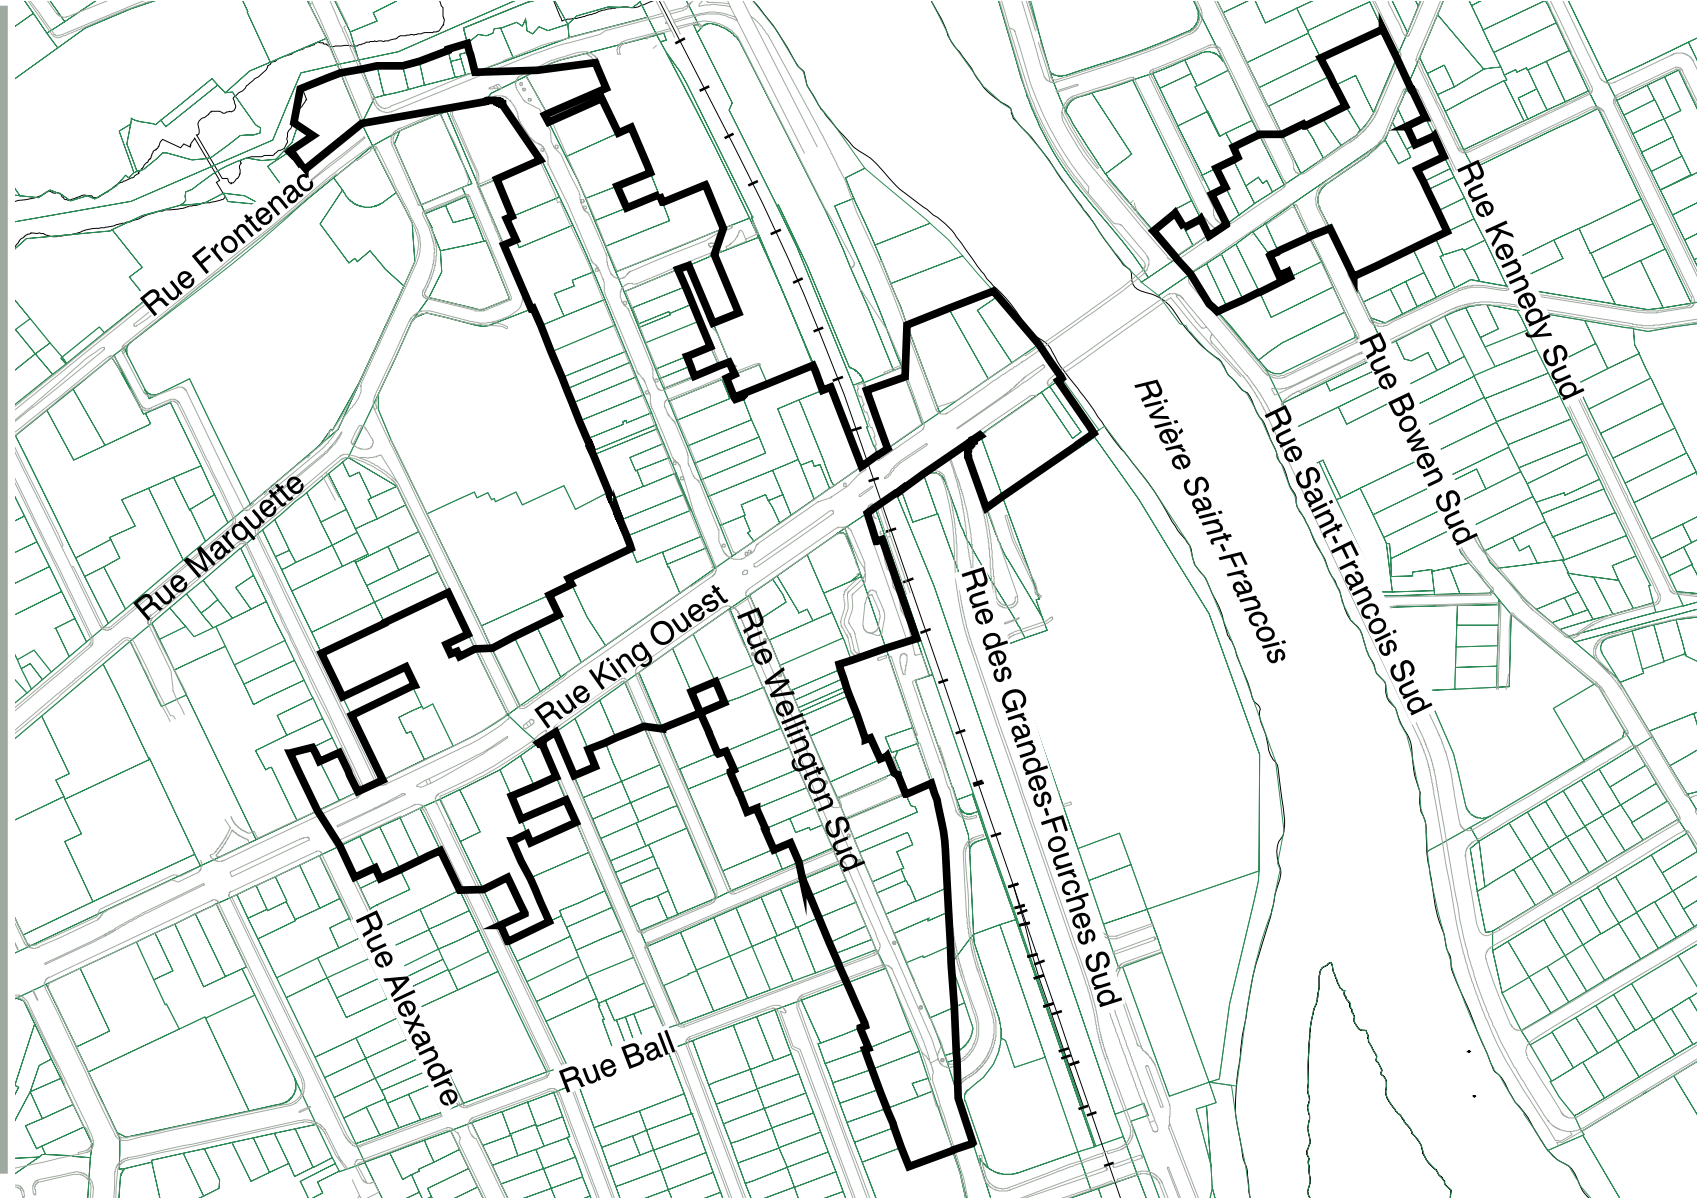 Rue Frontenac
Rue Kennedy Sud
Rue Bowen Sud
Rivière Saint-Francois
Rue Saint-Francois Sud
Rue Marquette
Rue King Ouest
Rue des Grandes-Fourches Sud
Rue Wellington Sud
Rue Alexandre
Rue Ball